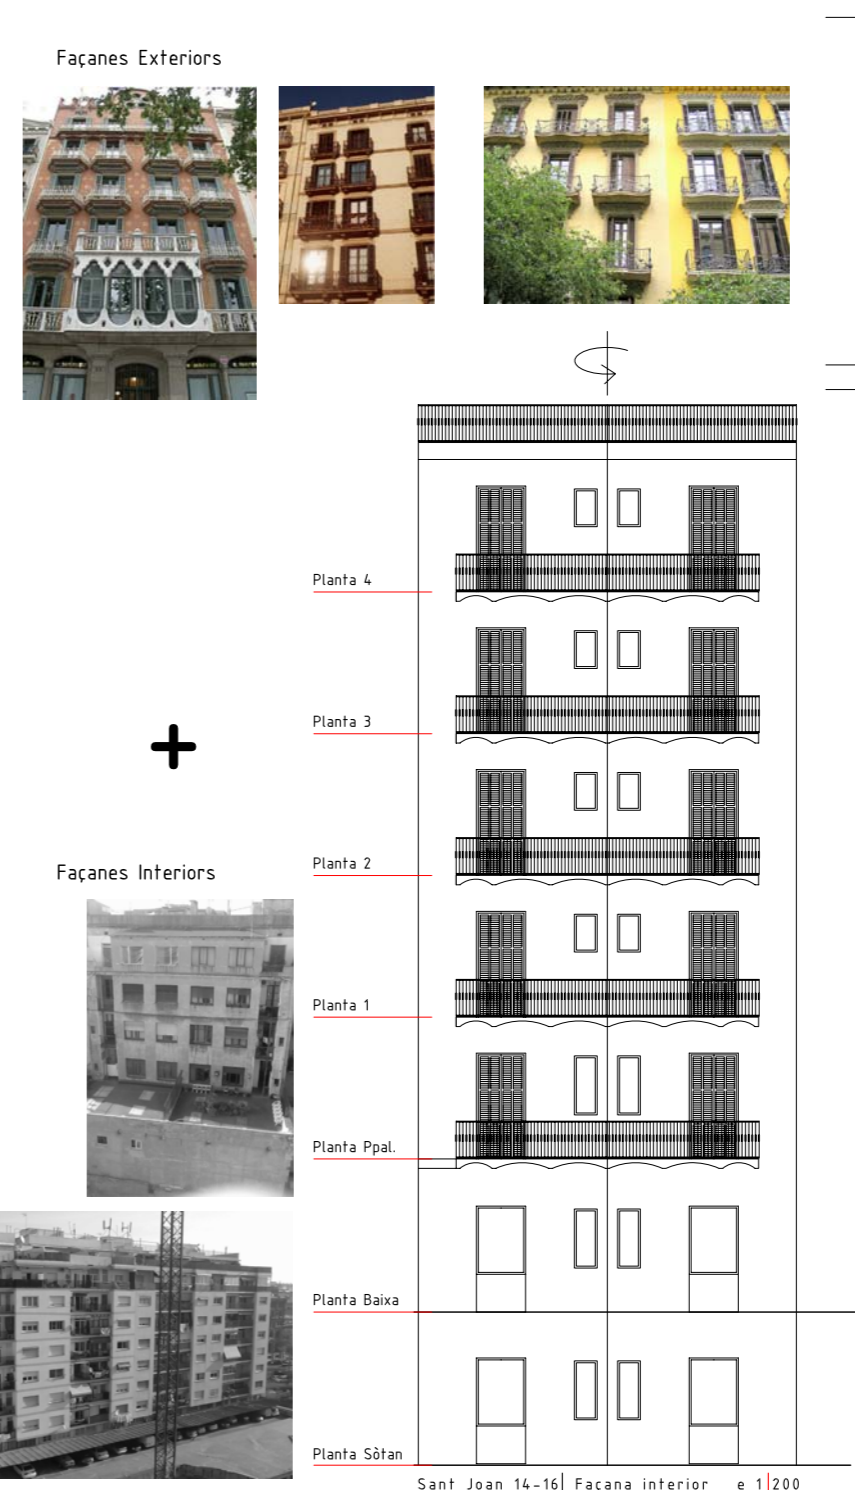 Façanes Exteriors
Planta 4
Planta 3
Planta 2
Façanes Interiors
Planta 1
Planta Ppal.
Planta Baixa
Planta Sòtan
Sant Joan 14-16| Façana interior e 1|200